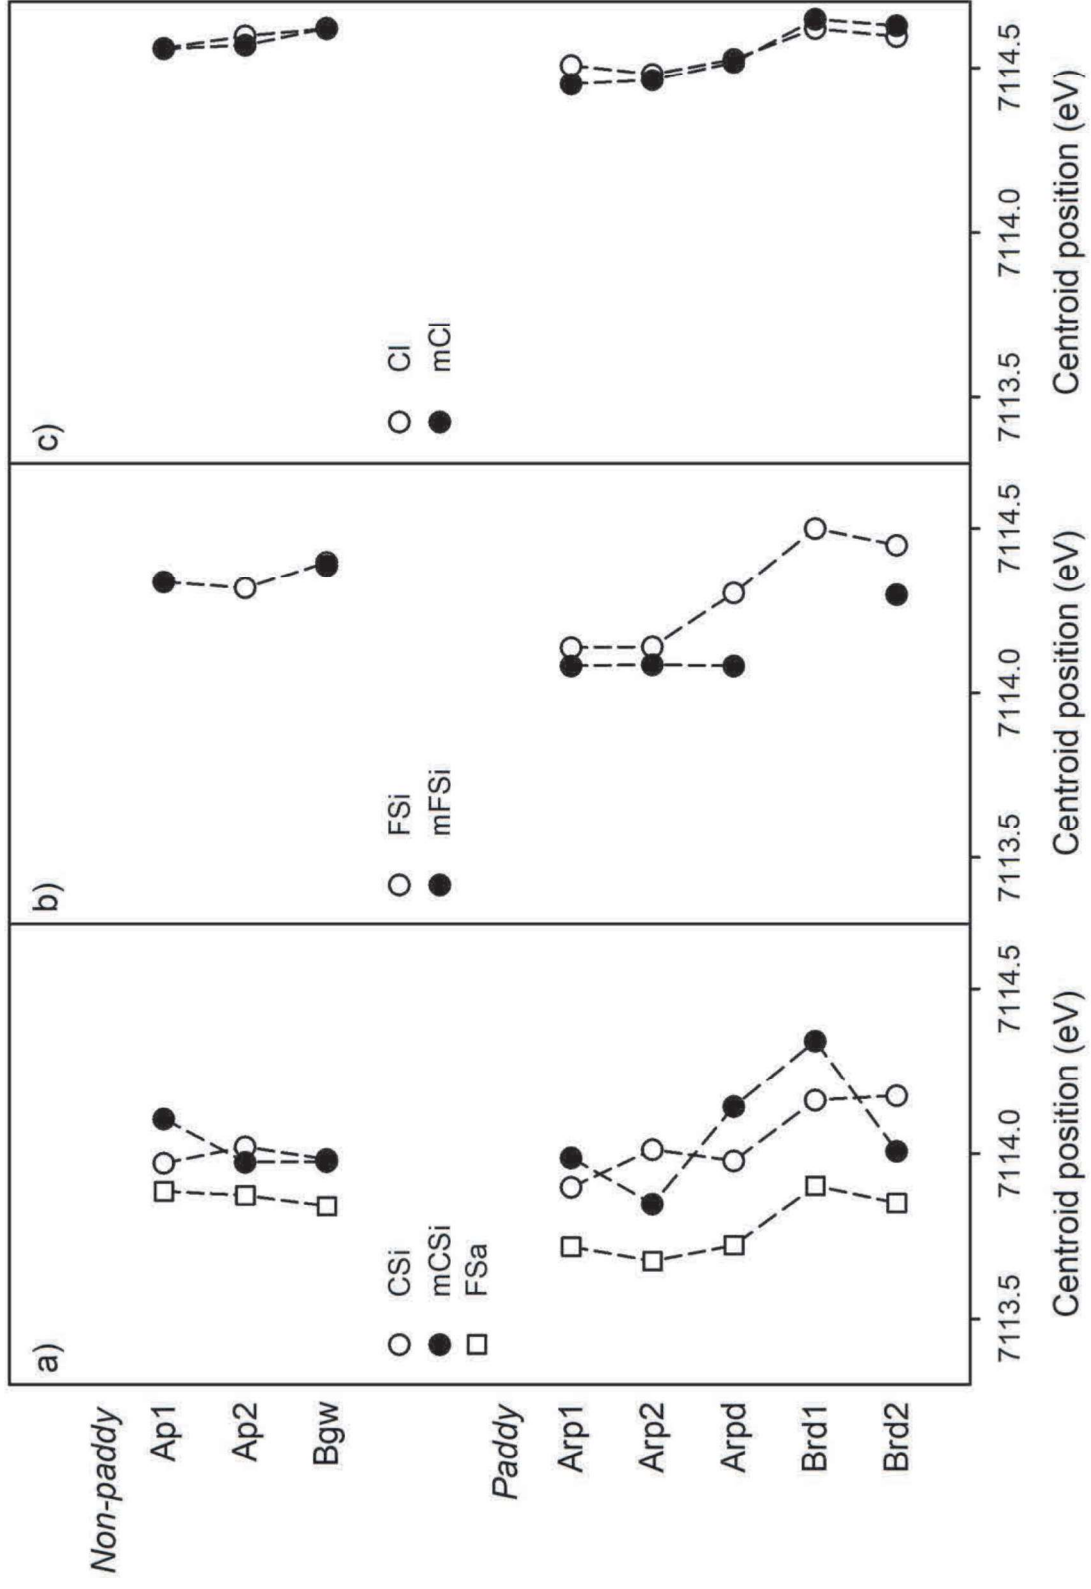 a)
b)
c)
Non-paddy
Ap1
Ap2
Bgw
CSi
mCSi
FSa
FSi
mFSi
Cl
mCl
Paddy
Arp1
Arp2
Arpd
Brd1
Brd2
7113.5 7114.0 7114.5
7113.5 7114.0 7114.5
7113.5 7114.0 7114.5
Centroid position (eV)
Centroid position (eV)
Centroid position (eV)